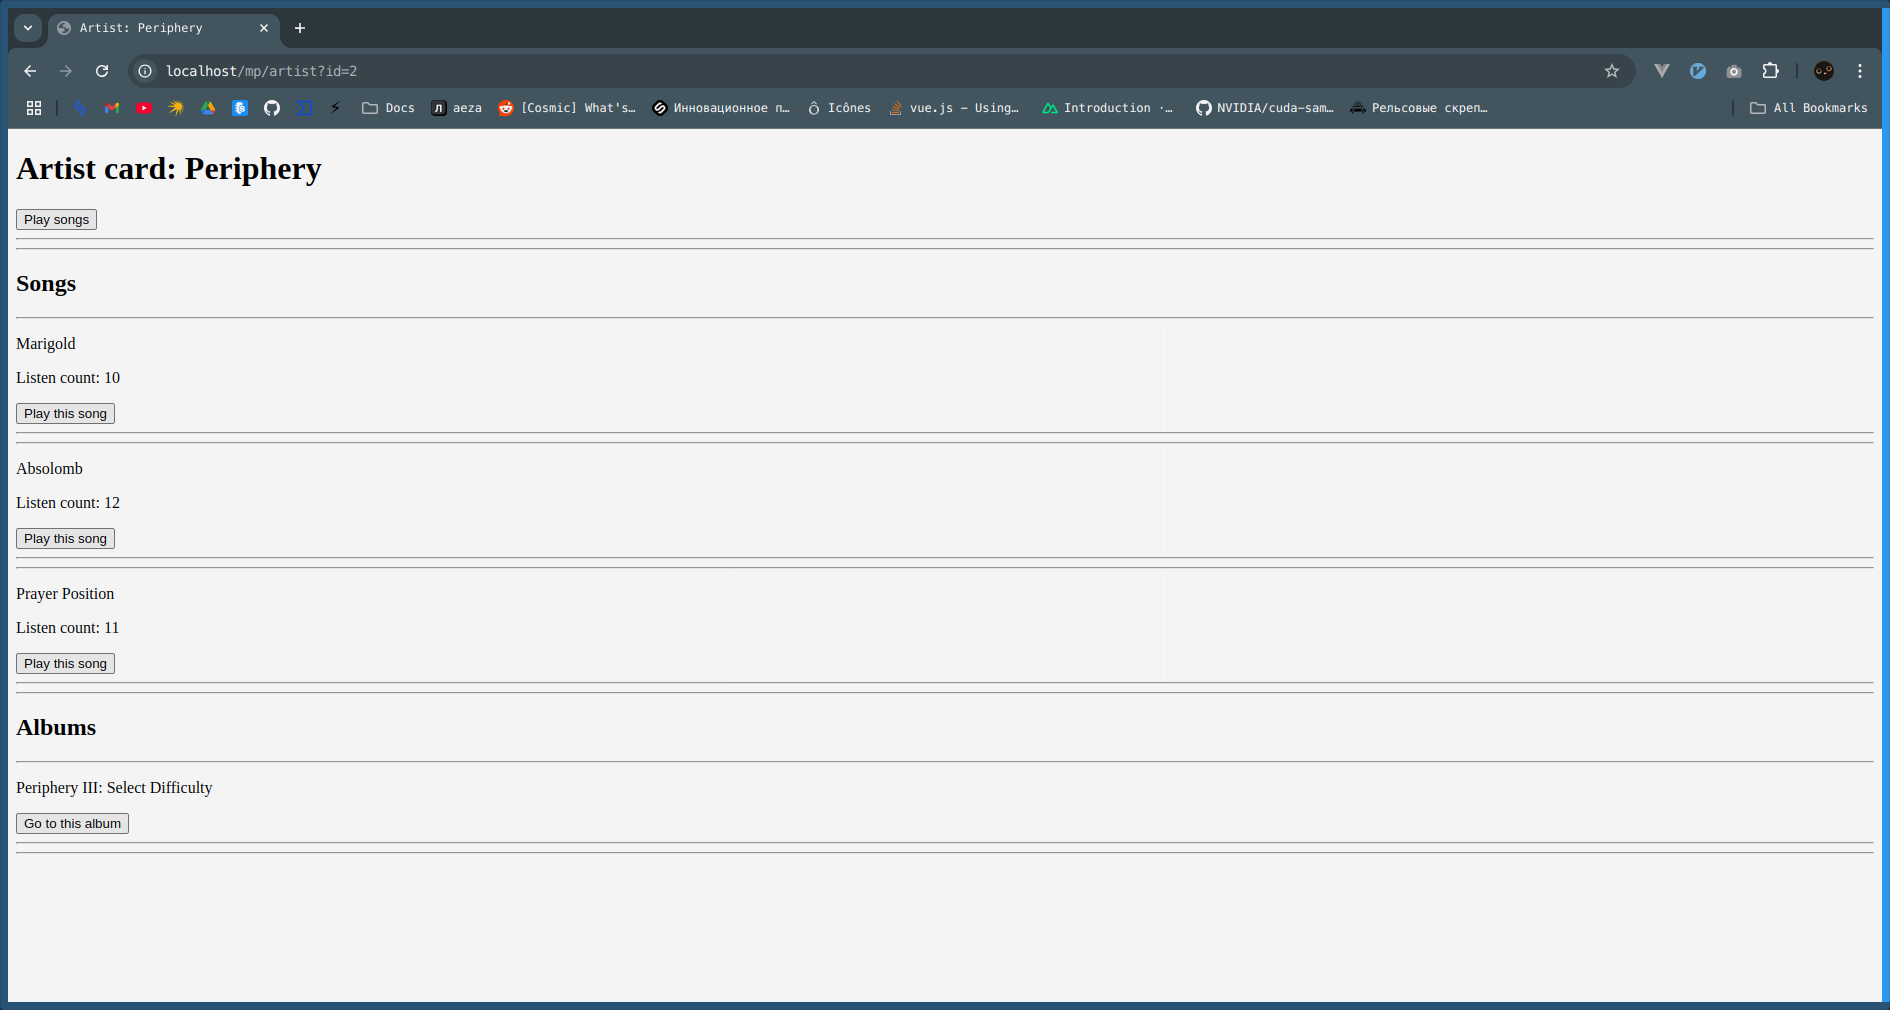 Artist: Periphery
localhost/mp/artist?id=2
Docs
aeza
[Cosmic] What's…
Инновационное п…
Icônes
vue.js - Using…
Introduction ·…
NVIDIA/cuda-sam…
Рельсовые скреп…
All Bookmarks
Artist card: Periphery
Play songs
Songs
Marigold
Listen count: 10
Play this song
Absolomb
Listen count: 12
Play this song
Prayer Position
Listen count: 11
Play this song
Albums
Periphery III: Select Difficulty
Go to this album